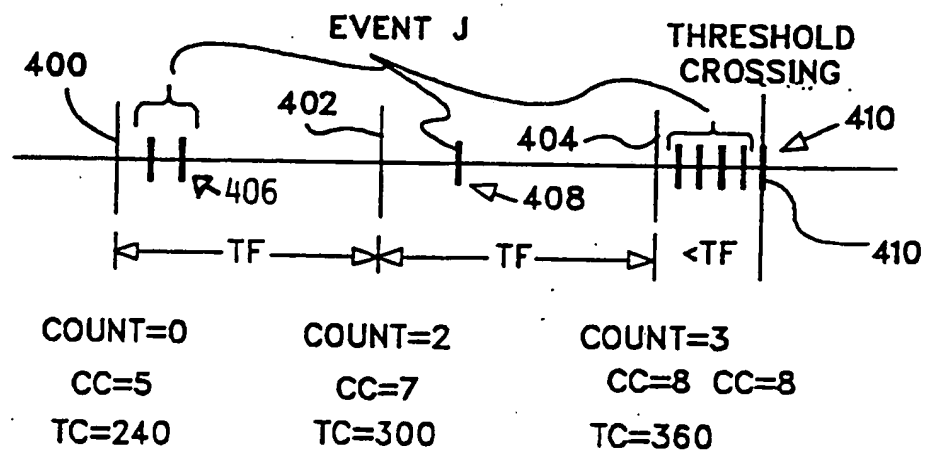 EVENT J
THRESHOLD
CROSSING
400
402
404
410
406
408
410
TF
TF
<TF
COUNT=0
COUNT=2
COUNT=3
CC=5
CC=7
CC=8 CC=8
TC=240
TC=300
TC=360